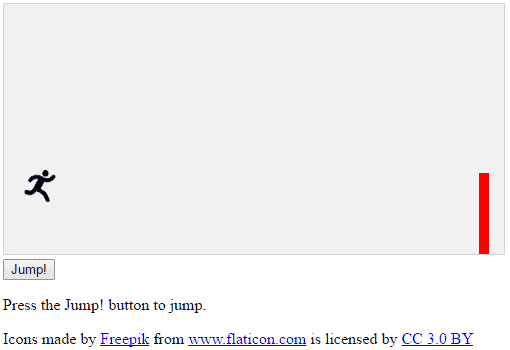 Jump!
Press the Jump! button to jump.
Icons made by Freepik from www.flaticon.com is licensed by CC 3.0 BY